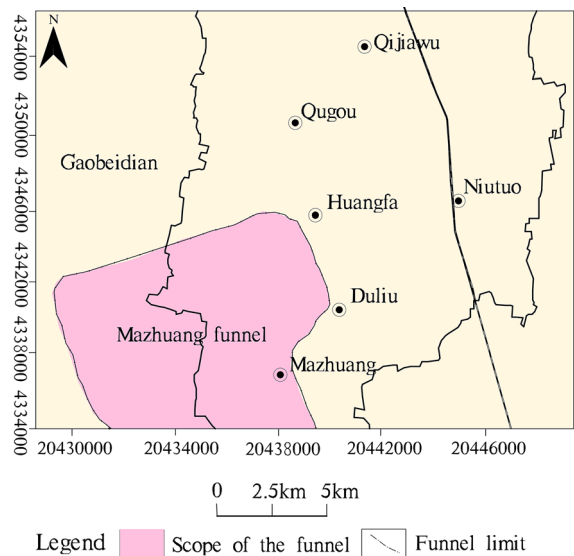 N
4354000
Qijiawu
4350000
Qugou
Gaobeidian
4346000
Niutuo
Huangfa
4342000
Duliu
Mazhuang funnel
4338000
Mazhuang
4334000
20430000 20434000 20438000 20442000 20446000
0 2.5km 5km
Legend Scope of the funnel Funnel limit